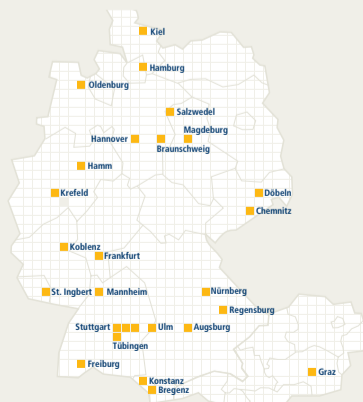 Kiel
Hamburg
Oldenburg
Salzwedel
Magdeburg
Hannover
Braunschweig
Hamm
Krefeld
Döbeln
Chemnitz
Koblenz
Frankfurt
St. Ingbert
Mannheim
Nürnberg
Regensburg
Stuttgart
Ulm
Augsburg
Tübingen
Freiburg
Graz
Konstanz
Bregenz